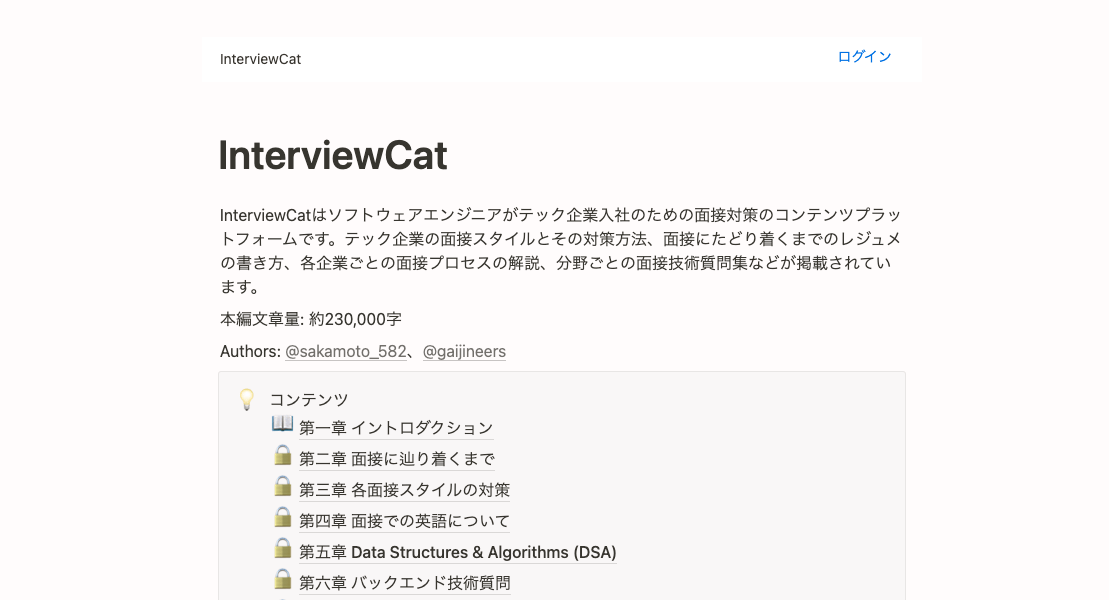 InterviewCat
ログイン
InterviewCat
InterviewCatはソフトウェアエンジニアがテック企業入社のための面接対策のコンテンツプラッ
トフォームです。テック企業の面接スタイルとその対策方法、面接にたどり着くまでのレジュメ
の書き方、各企業ごとの面接プロセスの解説、分野ごとの面接技術質問集などが掲載されてい
ます。
本編文章量: 約230,000字
Authors: @sakamoto_582、@gaijineers
コンテンツ
第一章 イントロダクション
第二章 面接に辿り着くまで
第三章 各面接スタイルの対策
第四章 面接での英語について
第五章 Data Structures & Algorithms (DSA)
第六章 バックエンド技術質問